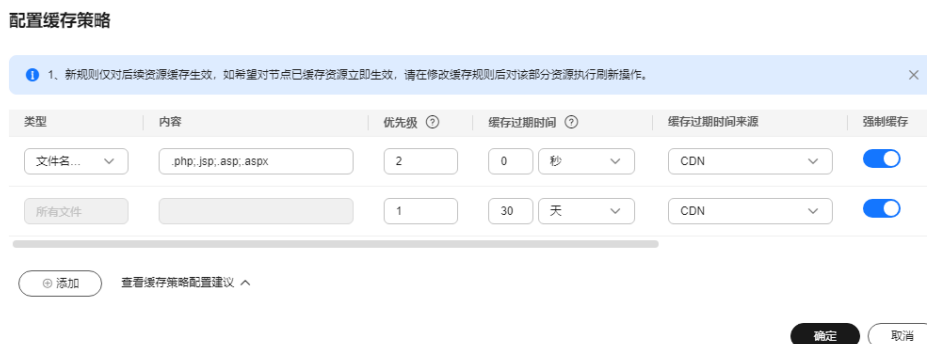 配置缓存策略
1、新规则仅对后续资源缓存生效，如希望对节点已缓存资源立即生效，请在修改缓存规则后对该部分资源执行刷新操作。
类型 内容 优先级 缓存过期时间 缓存过期时间来源 强制缓存
文件名... .php;.jsp;.asp;.aspx 2 0 秒 CDN
所有文件 1 30 天 CDN
添加 查看缓存策略配置建议
确定 取消